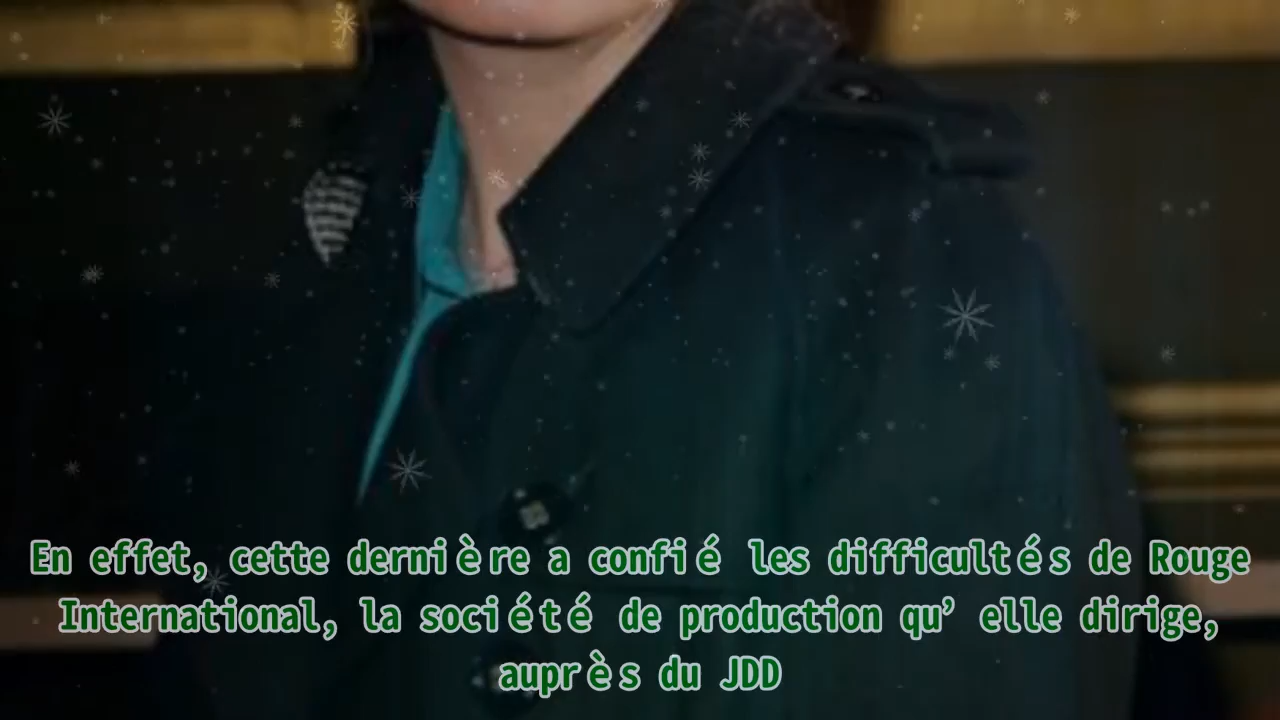 En effet, cette dernière a confié les difficultés de Rouge
International, la société de production qu’ elle dirige,
auprès du JDD